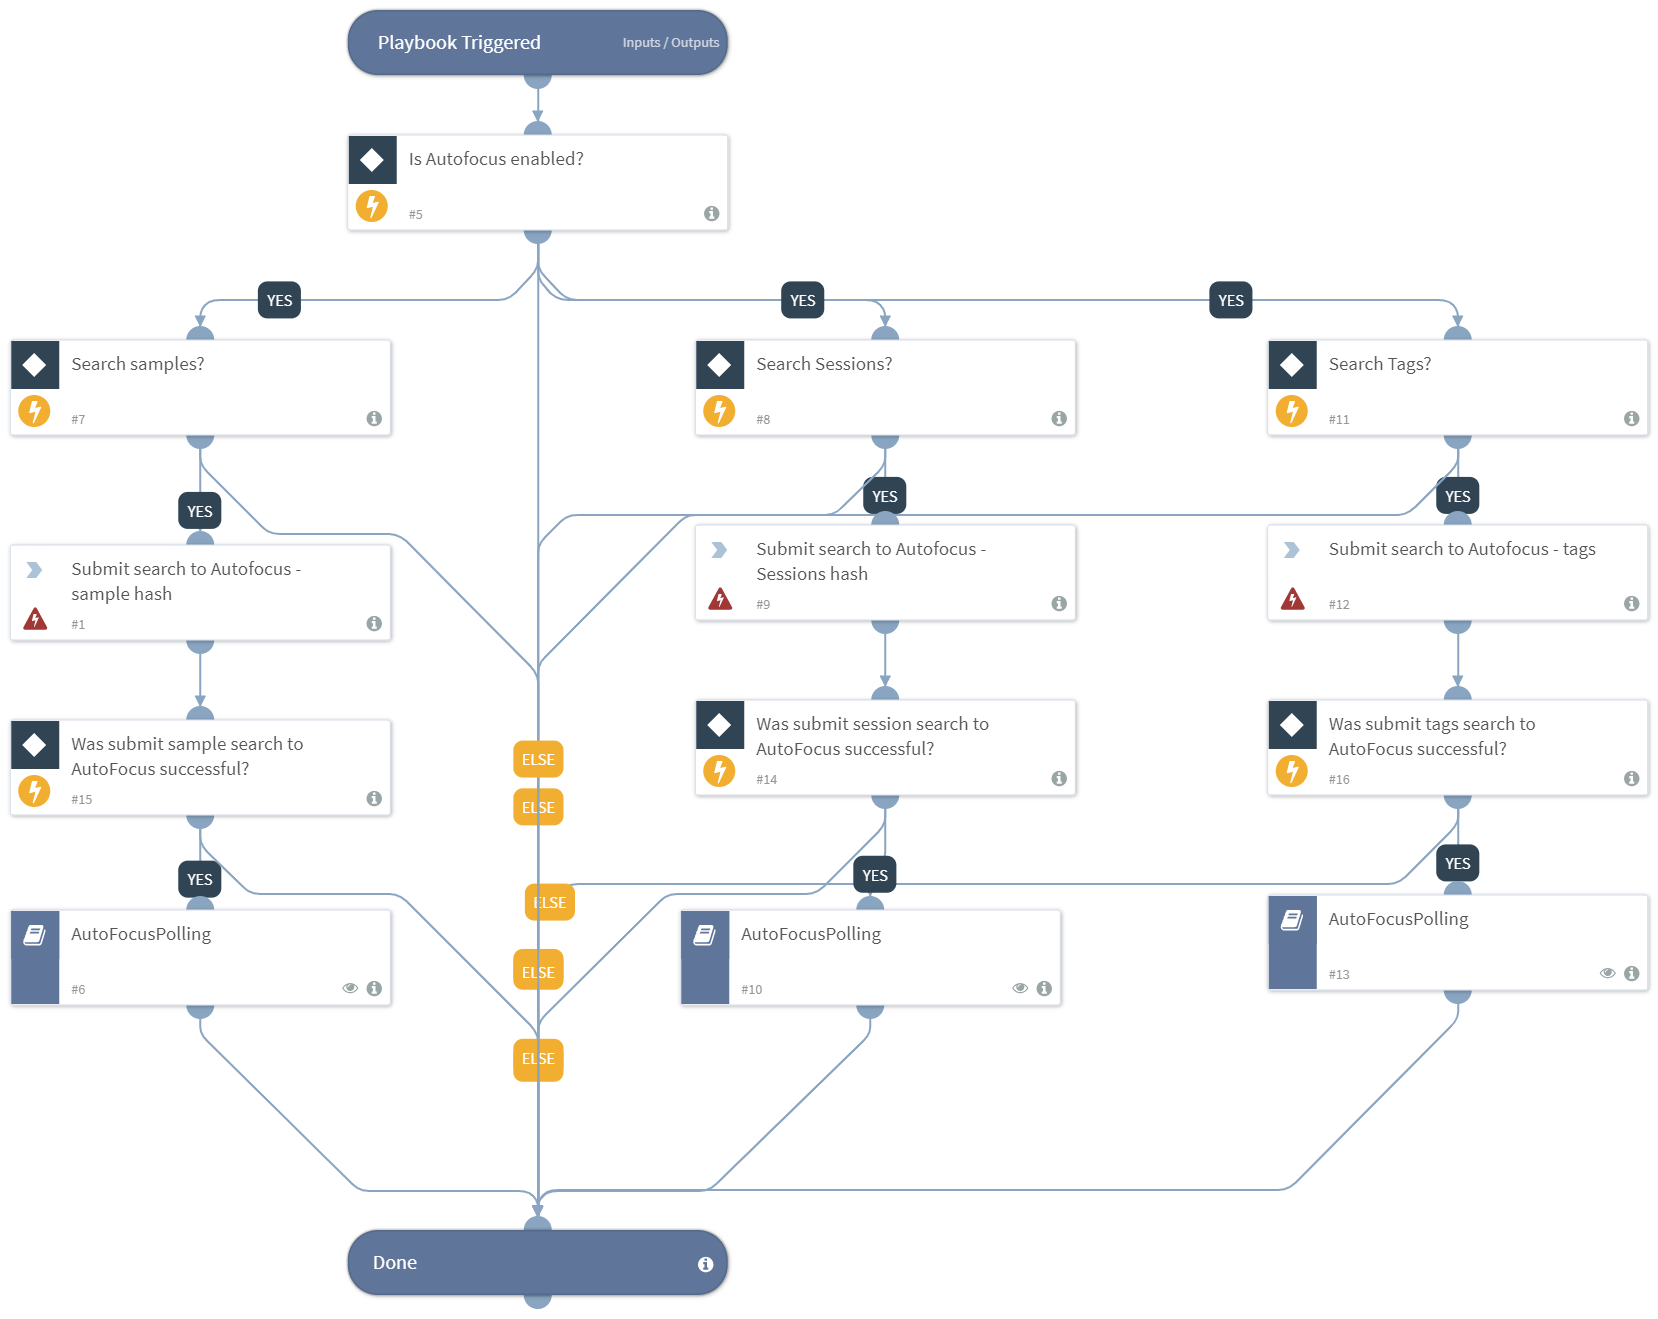 Playbook Triggered
Inputs / Outputs
Is Autofocus enabled?
#5
YES
YES
YES
Search samples?
#7
Search Sessions?
#8
Search Tags?
#11
YES
YES
YES
Submit search to Autofocus -
sample hash
#1
Submit search to Autofocus -
Sessions hash
#9
Submit search to Autofocus - tags
#12
Was submit sample search to
AutoFocus successful?
#15
ELSE
ELSE
Was submit session search to
AutoFocus successful?
#14
Was submit tags search to
AutoFocus successful?
#16
YES
ELSE
YES
YES
AutoFocusPolling
#6
ELSE
AutoFocusPolling
#10
AutoFocusPolling
#13
ELSE
Done